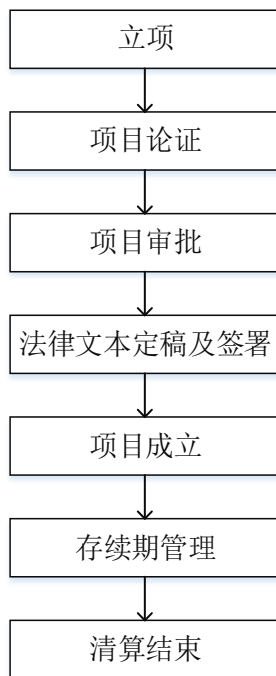 立项
项目论证
项目审批
法律文本定稿及签署
项目成立
存续期管理
清算结束